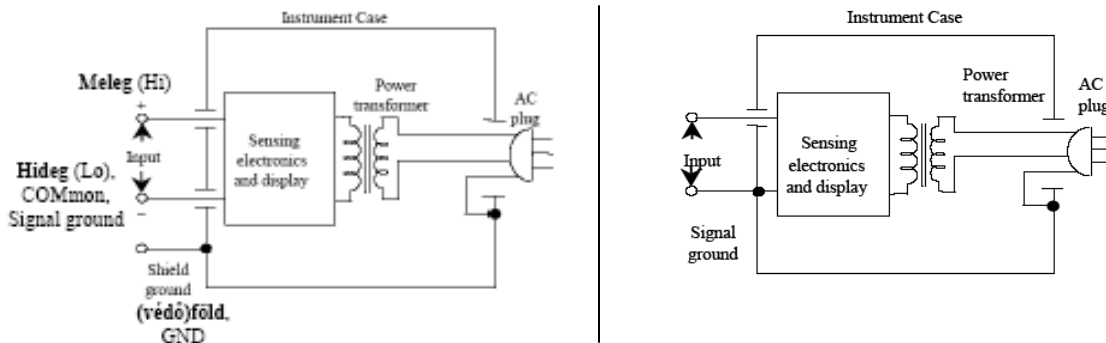 Instrument Case
Meleg (Hi)
+
Power
transformer
AC
plug
Input
Sensing
electronics
and display
Hideg (Lo),
COMmon,
Signal ground
−
Shield
ground
(védő)föld,
GND
Instrument Case
Power
transformer
AC
plug
Input
Sensing
electronics
and display
Signal
ground